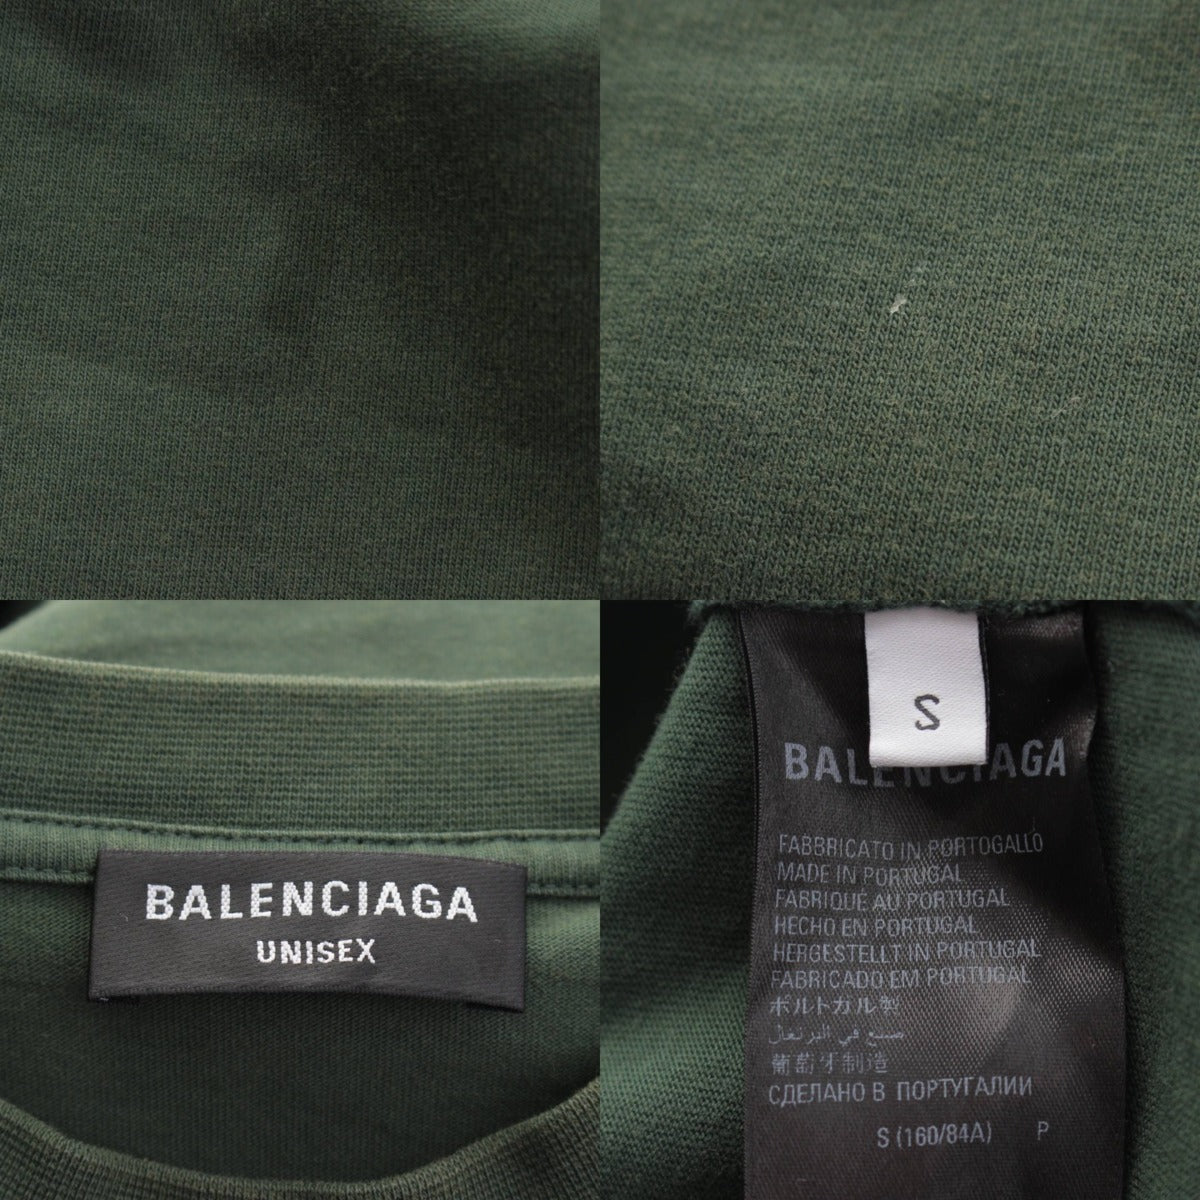 BALENCIAGA
UNISEX
S
BALENCIAGA
FABBRICATO IN PORTOGALLO
MADE IN PORTUGAL
FABRIQUÉ AU PORTUGAL
HECHO EN PORTUGAL
HERGESTELLT IN PORTUGAL
FABRICADO EM PORTUGAL
ポルトガル製
صنع في البرتغال
葡萄牙制造
СДЕЛАНО В ПОРТУГАЛИИ
S (160/84A) P